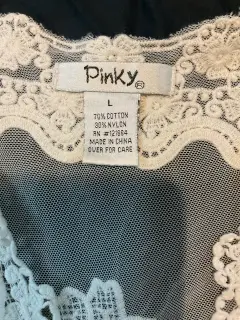 Pinky®
L
70% COTTON
30% NYLON
RN #121664
MADE IN CHINA
OVER FOR CARE